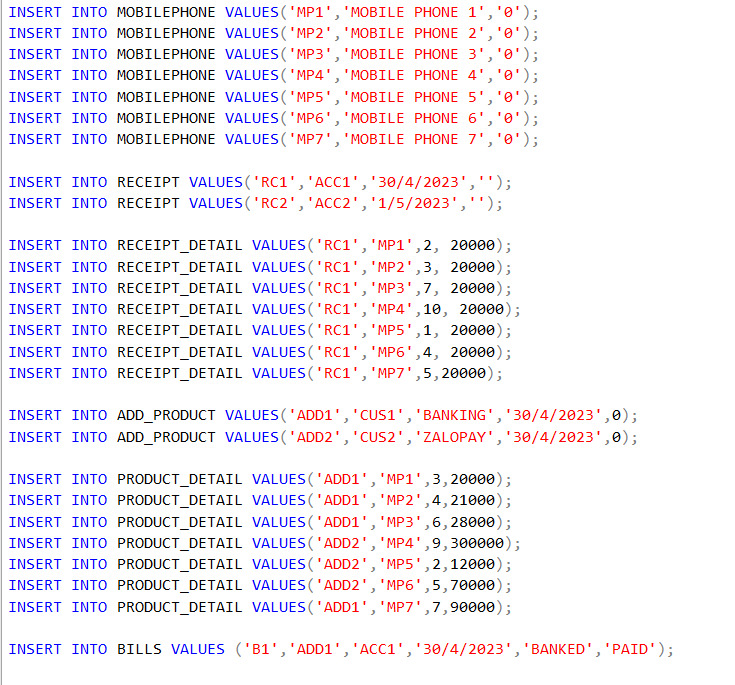 INSERT INTO MOBILEPHONE VALUES('MP1','MOBILE PHONE 1','0');
INSERT INTO MOBILEPHONE VALUES('MP2','MOBILE PHONE 2','0');
INSERT INTO MOBILEPHONE VALUES('MP3','MOBILE PHONE 3','0');
INSERT INTO MOBILEPHONE VALUES('MP4','MOBILE PHONE 4','0');
INSERT INTO MOBILEPHONE VALUES('MP5','MOBILE PHONE 5','0');
INSERT INTO MOBILEPHONE VALUES('MP6','MOBILE PHONE 6','0');
INSERT INTO MOBILEPHONE VALUES('MP7','MOBILE PHONE 7','0');
INSERT INTO RECEIPT VALUES('RC1','ACC1','30/4/2023','');
INSERT INTO RECEIPT VALUES('RC2','ACC2','1/5/2023','');
INSERT INTO RECEIPT_DETAIL VALUES('RC1','MP1',2, 20000);
INSERT INTO RECEIPT_DETAIL VALUES('RC1','MP2',3, 20000);
INSERT INTO RECEIPT_DETAIL VALUES('RC1','MP3',7, 20000);
INSERT INTO RECEIPT_DETAIL VALUES('RC1','MP4',10, 20000);
INSERT INTO RECEIPT_DETAIL VALUES('RC1','MP5',1, 20000);
INSERT INTO RECEIPT_DETAIL VALUES('RC1','MP6',4, 20000);
INSERT INTO RECEIPT_DETAIL VALUES('RC1','MP7',5,20000);
INSERT INTO ADD_PRODUCT VALUES('ADD1','CUS1','BANKING','30/4/2023',0);
INSERT INTO ADD_PRODUCT VALUES('ADD2','CUS2','ZALOPAY','30/4/2023',0);
INSERT INTO PRODUCT_DETAIL VALUES('ADD1','MP1',3,20000);
INSERT INTO PRODUCT_DETAIL VALUES('ADD1','MP2',4,21000);
INSERT INTO PRODUCT_DETAIL VALUES('ADD1','MP3',6,28000);
INSERT INTO PRODUCT_DETAIL VALUES('ADD2','MP4',9,300000);
INSERT INTO PRODUCT_DETAIL VALUES('ADD2','MP5',2,12000);
INSERT INTO PRODUCT_DETAIL VALUES('ADD2','MP6',5,70000);
INSERT INTO PRODUCT_DETAIL VALUES('ADD1','MP7',7,90000);
INSERT INTO BILLS VALUES ('B1','ADD1','ACC1','30/4/2023','BANKED','PAID');